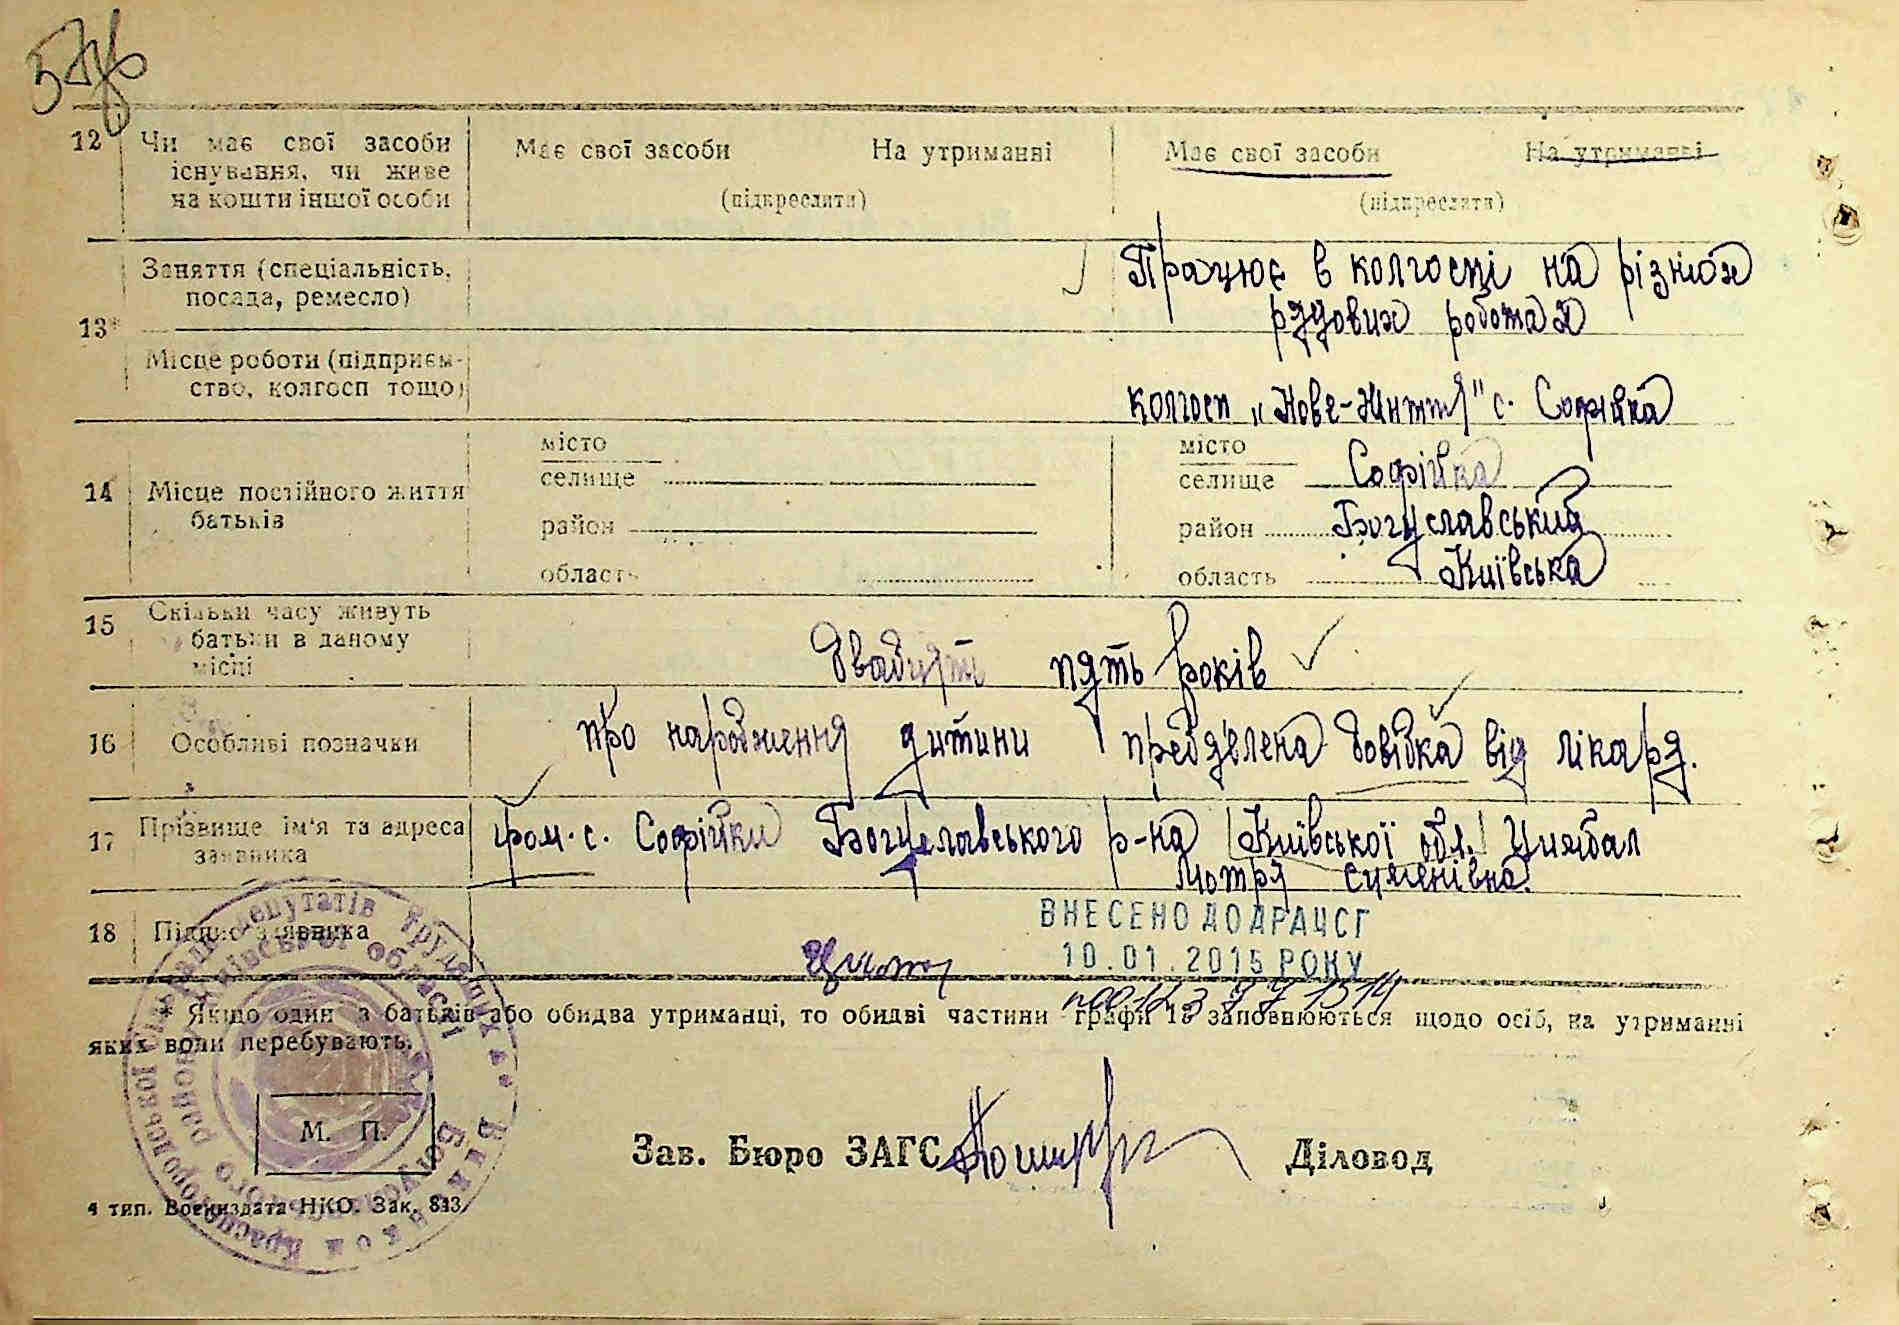 12 Чи має свої засоби існування, чи живе на кошти іншої особи
Має свої засоби На утриманні
(підкреслити)
Має свої засоби На утриманні
(підкреслити)
13* Заняття (спеціальність, посада, ремесло)
Працює в колгоспі на різних
рядових роботах
Місце роботи (підприємство, колгосп тощо)
колгосп „Нове-Життя" с. Софійка
14 Місце постійного життя батьків
місто
селище
район
область
місто
селище Софійка
район Богуславський
область Київська
15 Скільки часу живуть батьки в даному місці
двадцять пять років
16 Особливі позначки
про народження дитини предявлена довідка від лікаря.
17 Прізвище ім'я та адреса заявника
гром. с. Софійки Богуславського р-на Київської обл. Цимбал
Мотря Семенівна
18 Підпис заявника
ВНЕСЕНО ДО ДРАЦСГ
10.01.2015 РОКУ
* Якщо один з батьків або обидва утриманці, то обидві частини графи 13 заповнюються щодо осіб, на утриманні
яких вони перебувають.
М. П.
Зав. Бюро ЗАГС
Діловод
4 тип. Воениздата НКО. Зак. 843